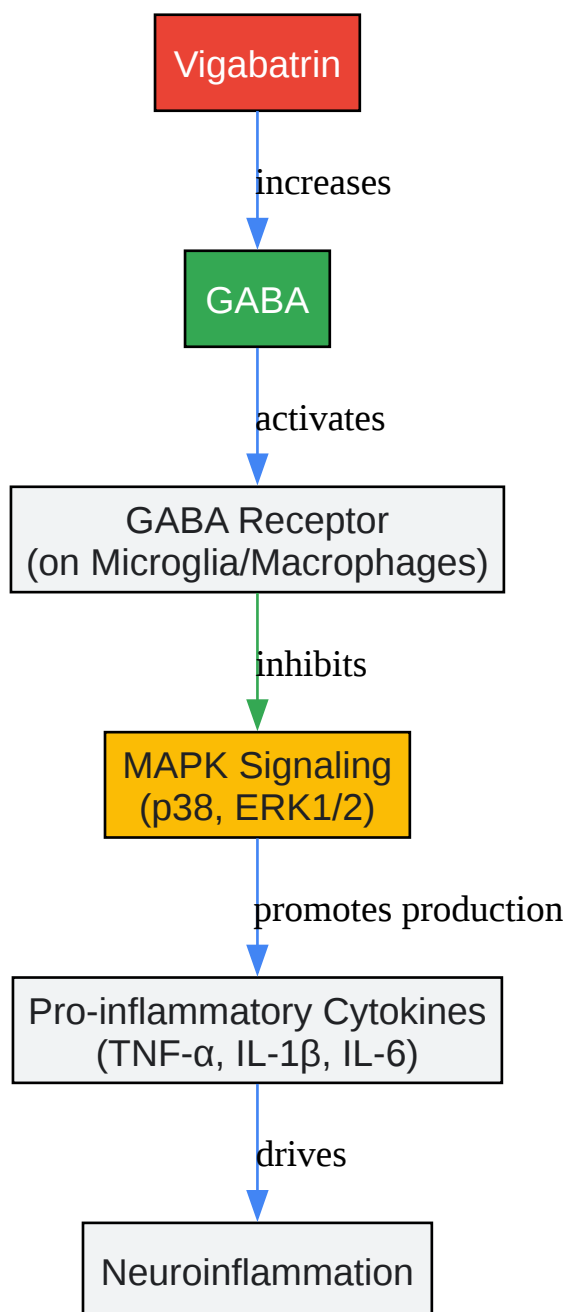 Vigabatrin
increases
GABA
activates
GABA Receptor
(on Microglia/Macrophages)
inhibits
MAPK Signaling
(p38, ERK1/2)
promotes production
Pro-inflammatory Cytokines
(TNF-α, IL-1β, IL-6)
drives
Neuroinflammation